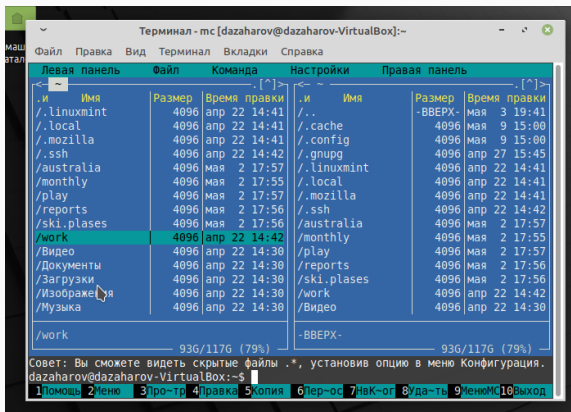 маш
атал
Терминал - mc [dazaharov@dazaharov-VirtualBox]:~
Файл Правка Вид Терминал Вкладки Справка
Левая панель Файл Команда Настройки Правая панель
<- ~ .[^]> <- ~ .[^]>
.и Имя Размер Время правки .и Имя Размер Время правки
/.linuxmint 4096 апр 22 14:41 /.. -ВВЕРХ- мая 3 19:41
/.local 4096 апр 22 14:41 /.cache 4096 мая 9 15:00
/.mozilla 4096 апр 22 14:41 /.config 4096 мая 9 15:00
/.ssh 4096 апр 22 14:42 /.gnupg 4096 апр 27 15:45
/australia 4096 мая 2 17:57 /.linuxmint 4096 апр 22 14:41
/monthly 4096 мая 2 17:55 /.local 4096 апр 22 14:41
/play 4096 мая 2 17:57 /.mozilla 4096 апр 22 14:41
/reports 4096 мая 2 17:56 /.ssh 4096 апр 22 14:42
/ski.plases 4096 мая 2 17:56 /australia 4096 мая 2 17:57
/work 4096 апр 22 14:42 /monthly 4096 мая 2 17:55
/Видео 4096 апр 22 14:30 /play 4096 мая 2 17:57
/Документы 4096 апр 22 14:30 /reports 4096 мая 2 17:56
/Загрузки 4096 апр 22 14:30 /ski.plases 4096 мая 2 17:56
/Изображения 4096 апр 22 14:30 /work 4096 апр 22 14:42
/Музыка 4096 апр 22 14:30 /Видео 4096 апр 22 14:30
/work -ВВЕРХ-
93G/117G (79%) 93G/117G (79%)
Совет: Вы сможете видеть скрытые файлы .*, установив опцию в меню Конфигурация.
dazaharov@dazaharov-VirtualBox:~$
1Помощь 2Меню 3Про~тр 4Правка 5Копия 6Пер~ос 7НвК~ог 8Уда~ть 9МенюМС 10Выход